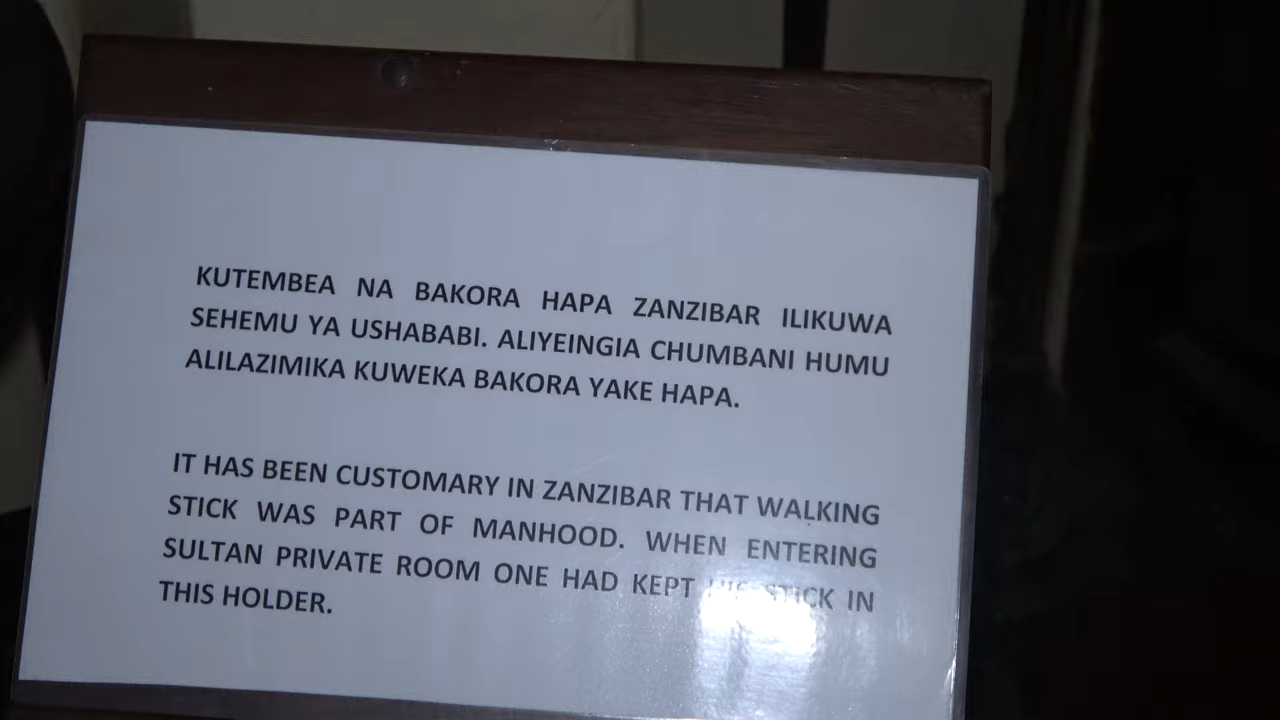 KUTEMBEA NA BAKORA HAPA ZANZIBAR ILIKUWA
SEHEMU YA USHABABI. ALIYEINGIA CHUMBANI HUMU
ALILAZIMIKA KUWEKA BAKORA YAKE HAPA.
IT HAS BEEN CUSTOMARY IN ZANZIBAR THAT WALKING
STICK WAS PART OF MANHOOD. WHEN ENTERING
SULTAN PRIVATE ROOM ONE HAD KEPT HIS STICK IN
THIS HOLDER.